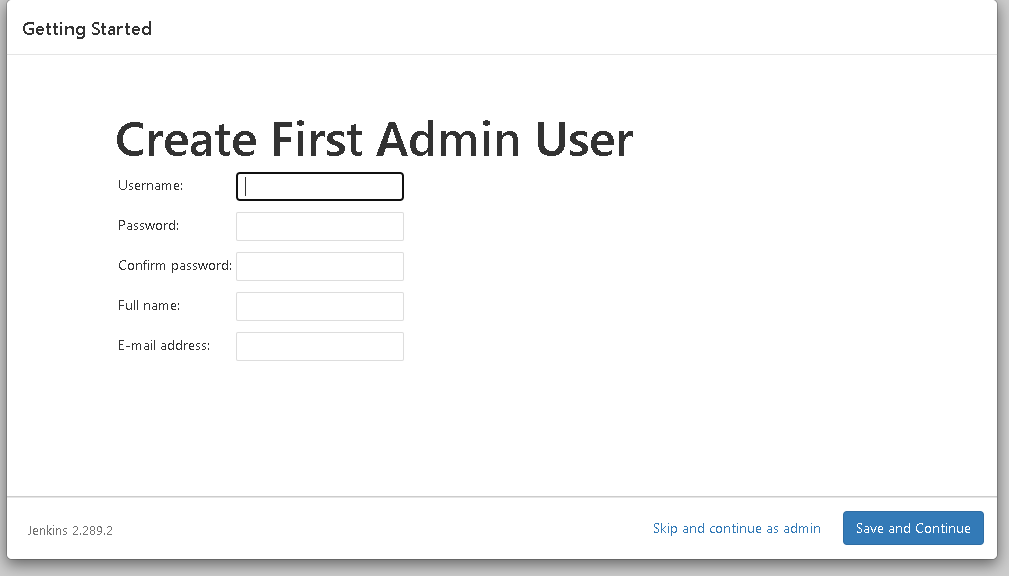 Getting Started
Create First Admin User
Username:
Password:
Confirm password:
Full name:
E-mail address:
Jenkins 2.289.2
Skip and continue as admin
Save and Continue